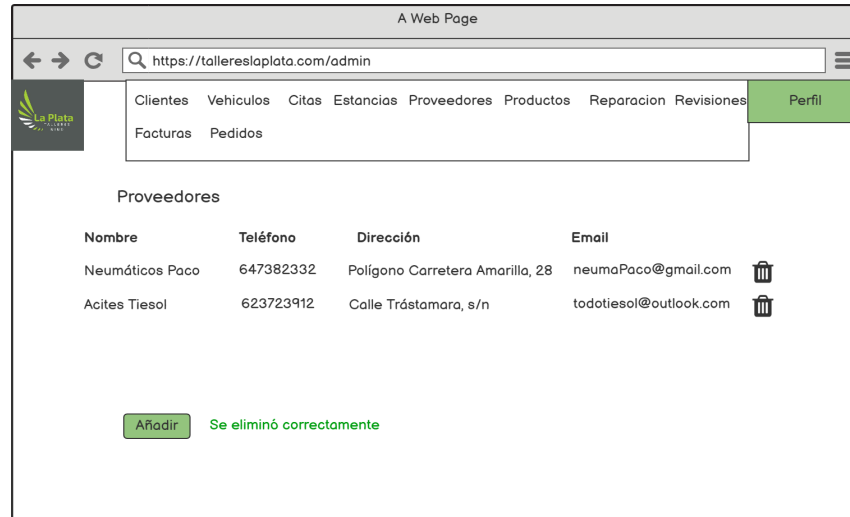 A Web Page
https://tallereslaplata.com/admin
La Plata
TALLERES
Clientes Vehiculos Citas Estancias Proveedores Productos Reparacion Revisiones Perfil
Facturas Pedidos
Proveedores
Nombre Teléfono Dirección Email
Neumáticos Paco 647382332 Polígono Carretera Amarilla, 28 neumaPaco@gmail.com
Acites Tiesol 623723912 Calle Trástamara, s/n todotiesol@outlook.com
Añadir Se eliminó correctamente